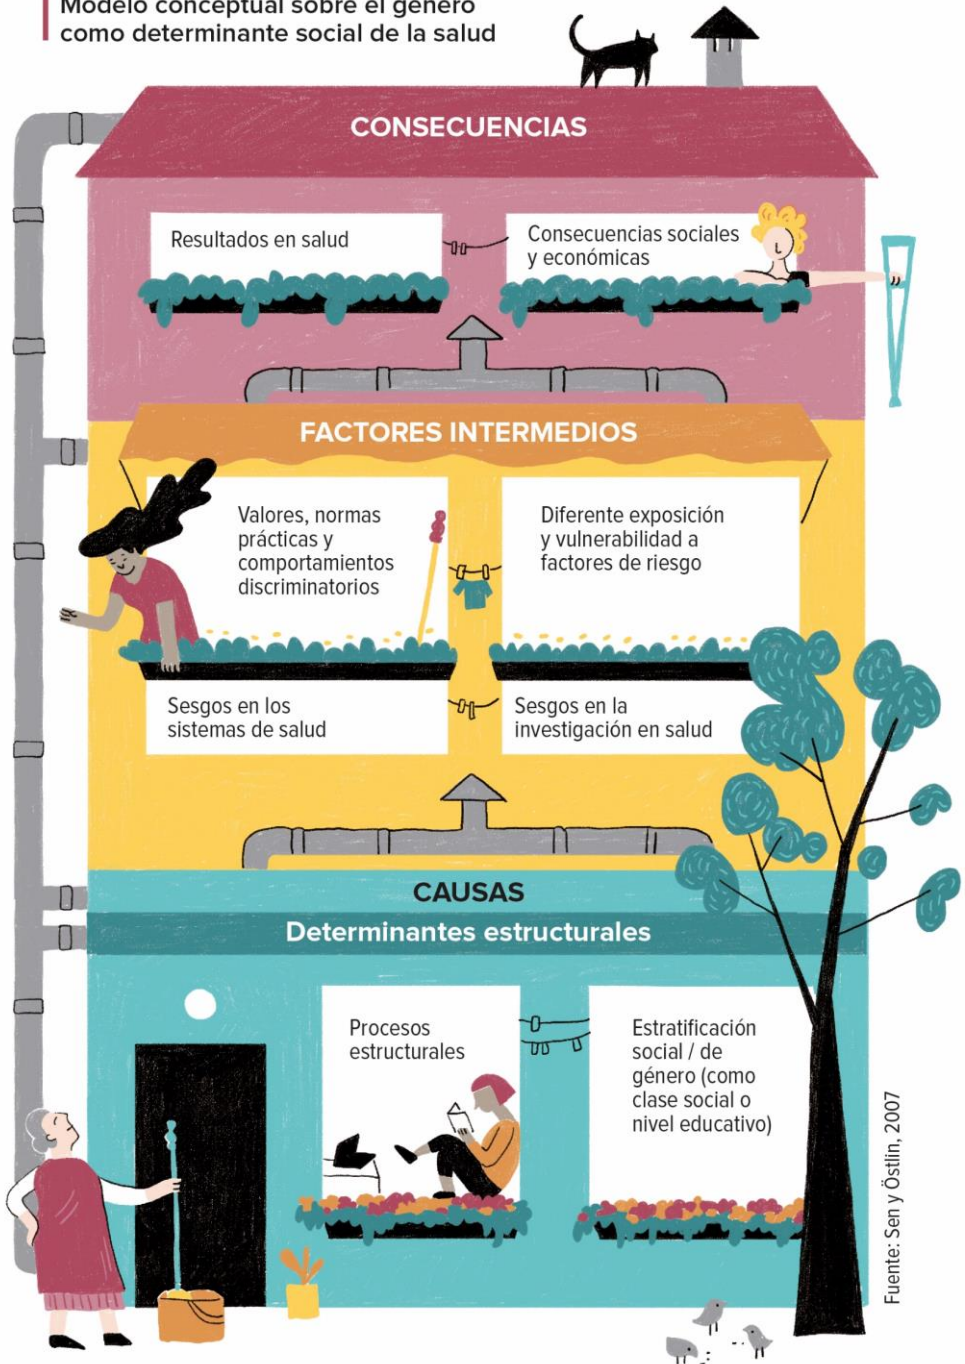 Modelo conceptual sobre el género
como determinante social de la salud
CONSECUENCIAS
Resultados en salud
Consecuencias sociales
y económicas
FACTORES INTERMEDIOS
Valores, normas
prácticas y
comportamientos
discriminatorios
Diferente exposición
y vulnerabilidad a
factores de riesgo
Sesgos en los
sistemas de salud
Sesgos en la
investigación en salud
CAUSAS
Determinantes estructurales
Procesos
estructurales
Estratificación
social / de
género (como
clase social o
nivel educativo)
Fuente: Sen y Östlin, 2007